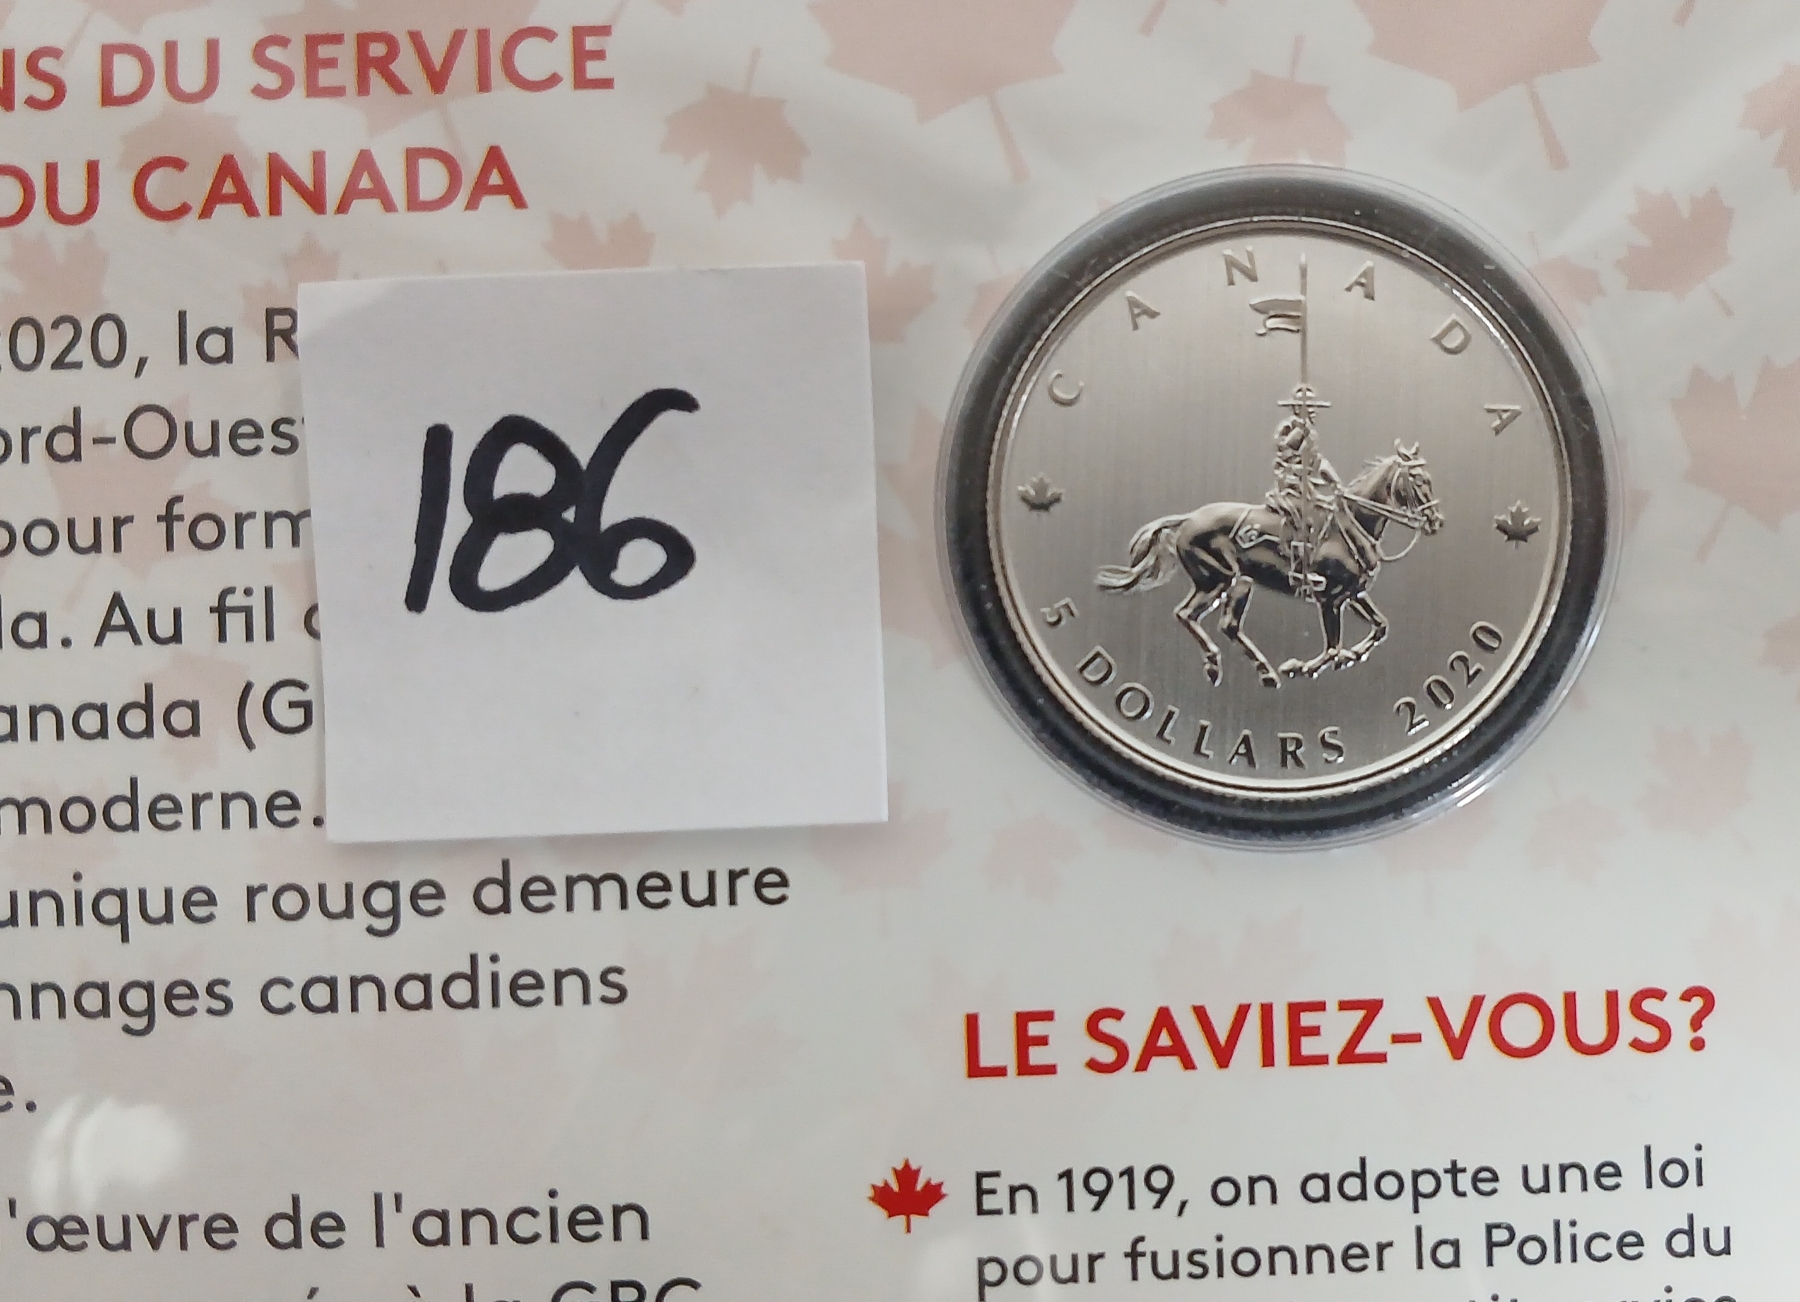 NS DU SERVICE
DU CANADA
2020, la R
ord-Oues
pour form
la. Au fil
anada (G
moderne.
unique rouge demeure
nnages canadiens
e.
l'œuvre de l'ancien
à la GRC
186
CANADA
5 DOLLARS 2020
LE SAVIEZ-VOUS?
En 1919, on adopte une loi
pour fusionner la Police du